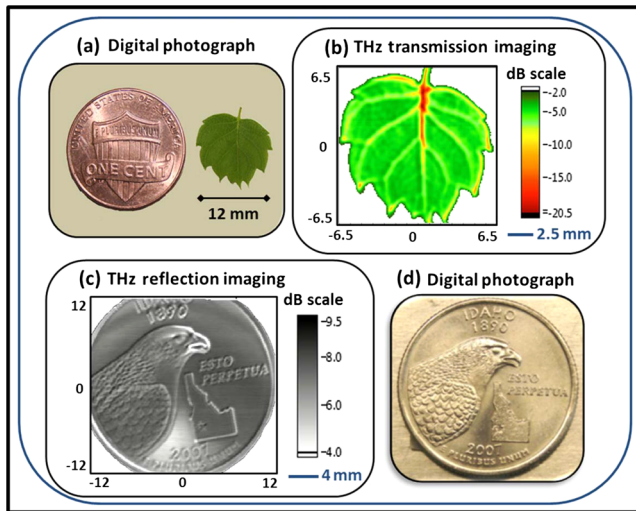 (a) Digital photograph
UNITED STATES OF AMERICA
E PLURIBUS UNUM
ONE CENT
12 mm
(b) THz transmission imaging
6.5
0
-6.5
-6.5 0 6.5
dB scale
-2.0
-5.0
-10.0
-15.0
-20.5
2.5 mm
(c) THz reflection imaging
12
0
-12
-12 0 12
IDAHO
1890
ESTO
PERPETUA
2007
PLURIBUS UNUM
dB scale
-9.5
-8.0
-6.0
-4.0
4 mm
(d) Digital photograph
IDAHO
1890
ESTO
PERPETUA
2007
PLURIBUS UNUM